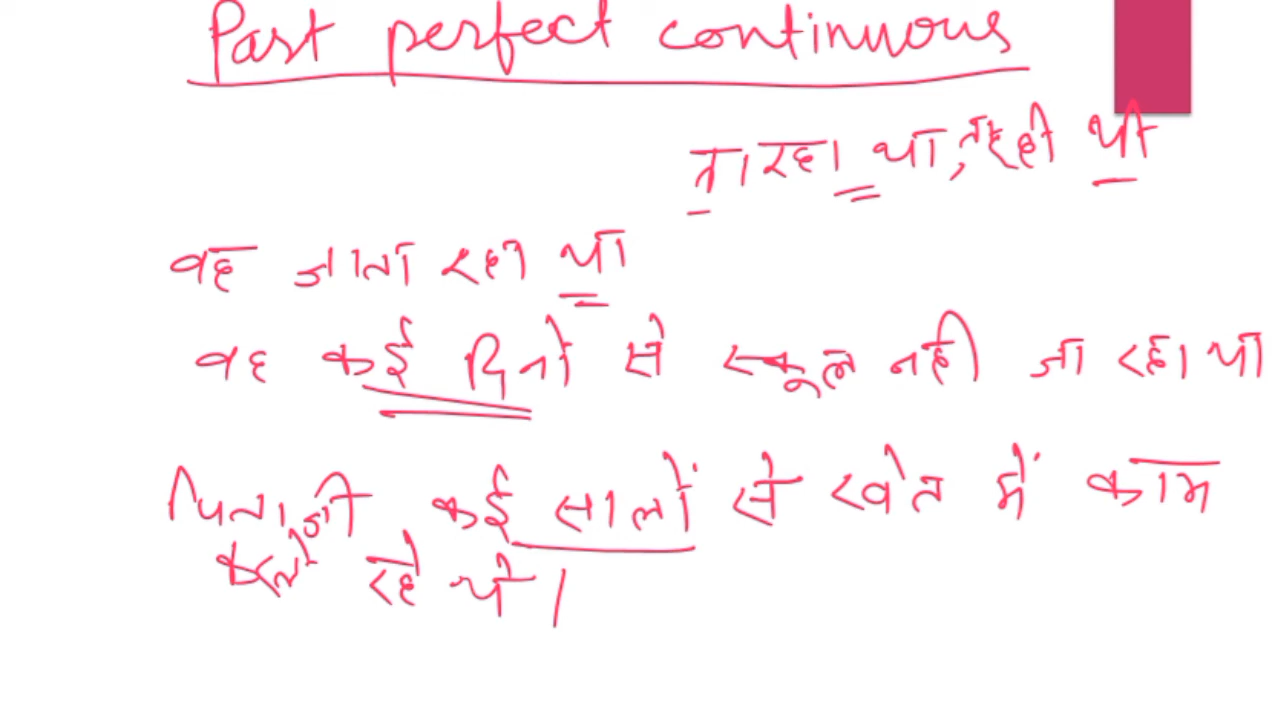 Past perfect continuous
ता रहा था, ते रही थी
वह जाता रहा था
वह कई दिनो से स्कूल नही जा रहा था
पिताजी कई सालों से खेत में काम
करते रहे थे।